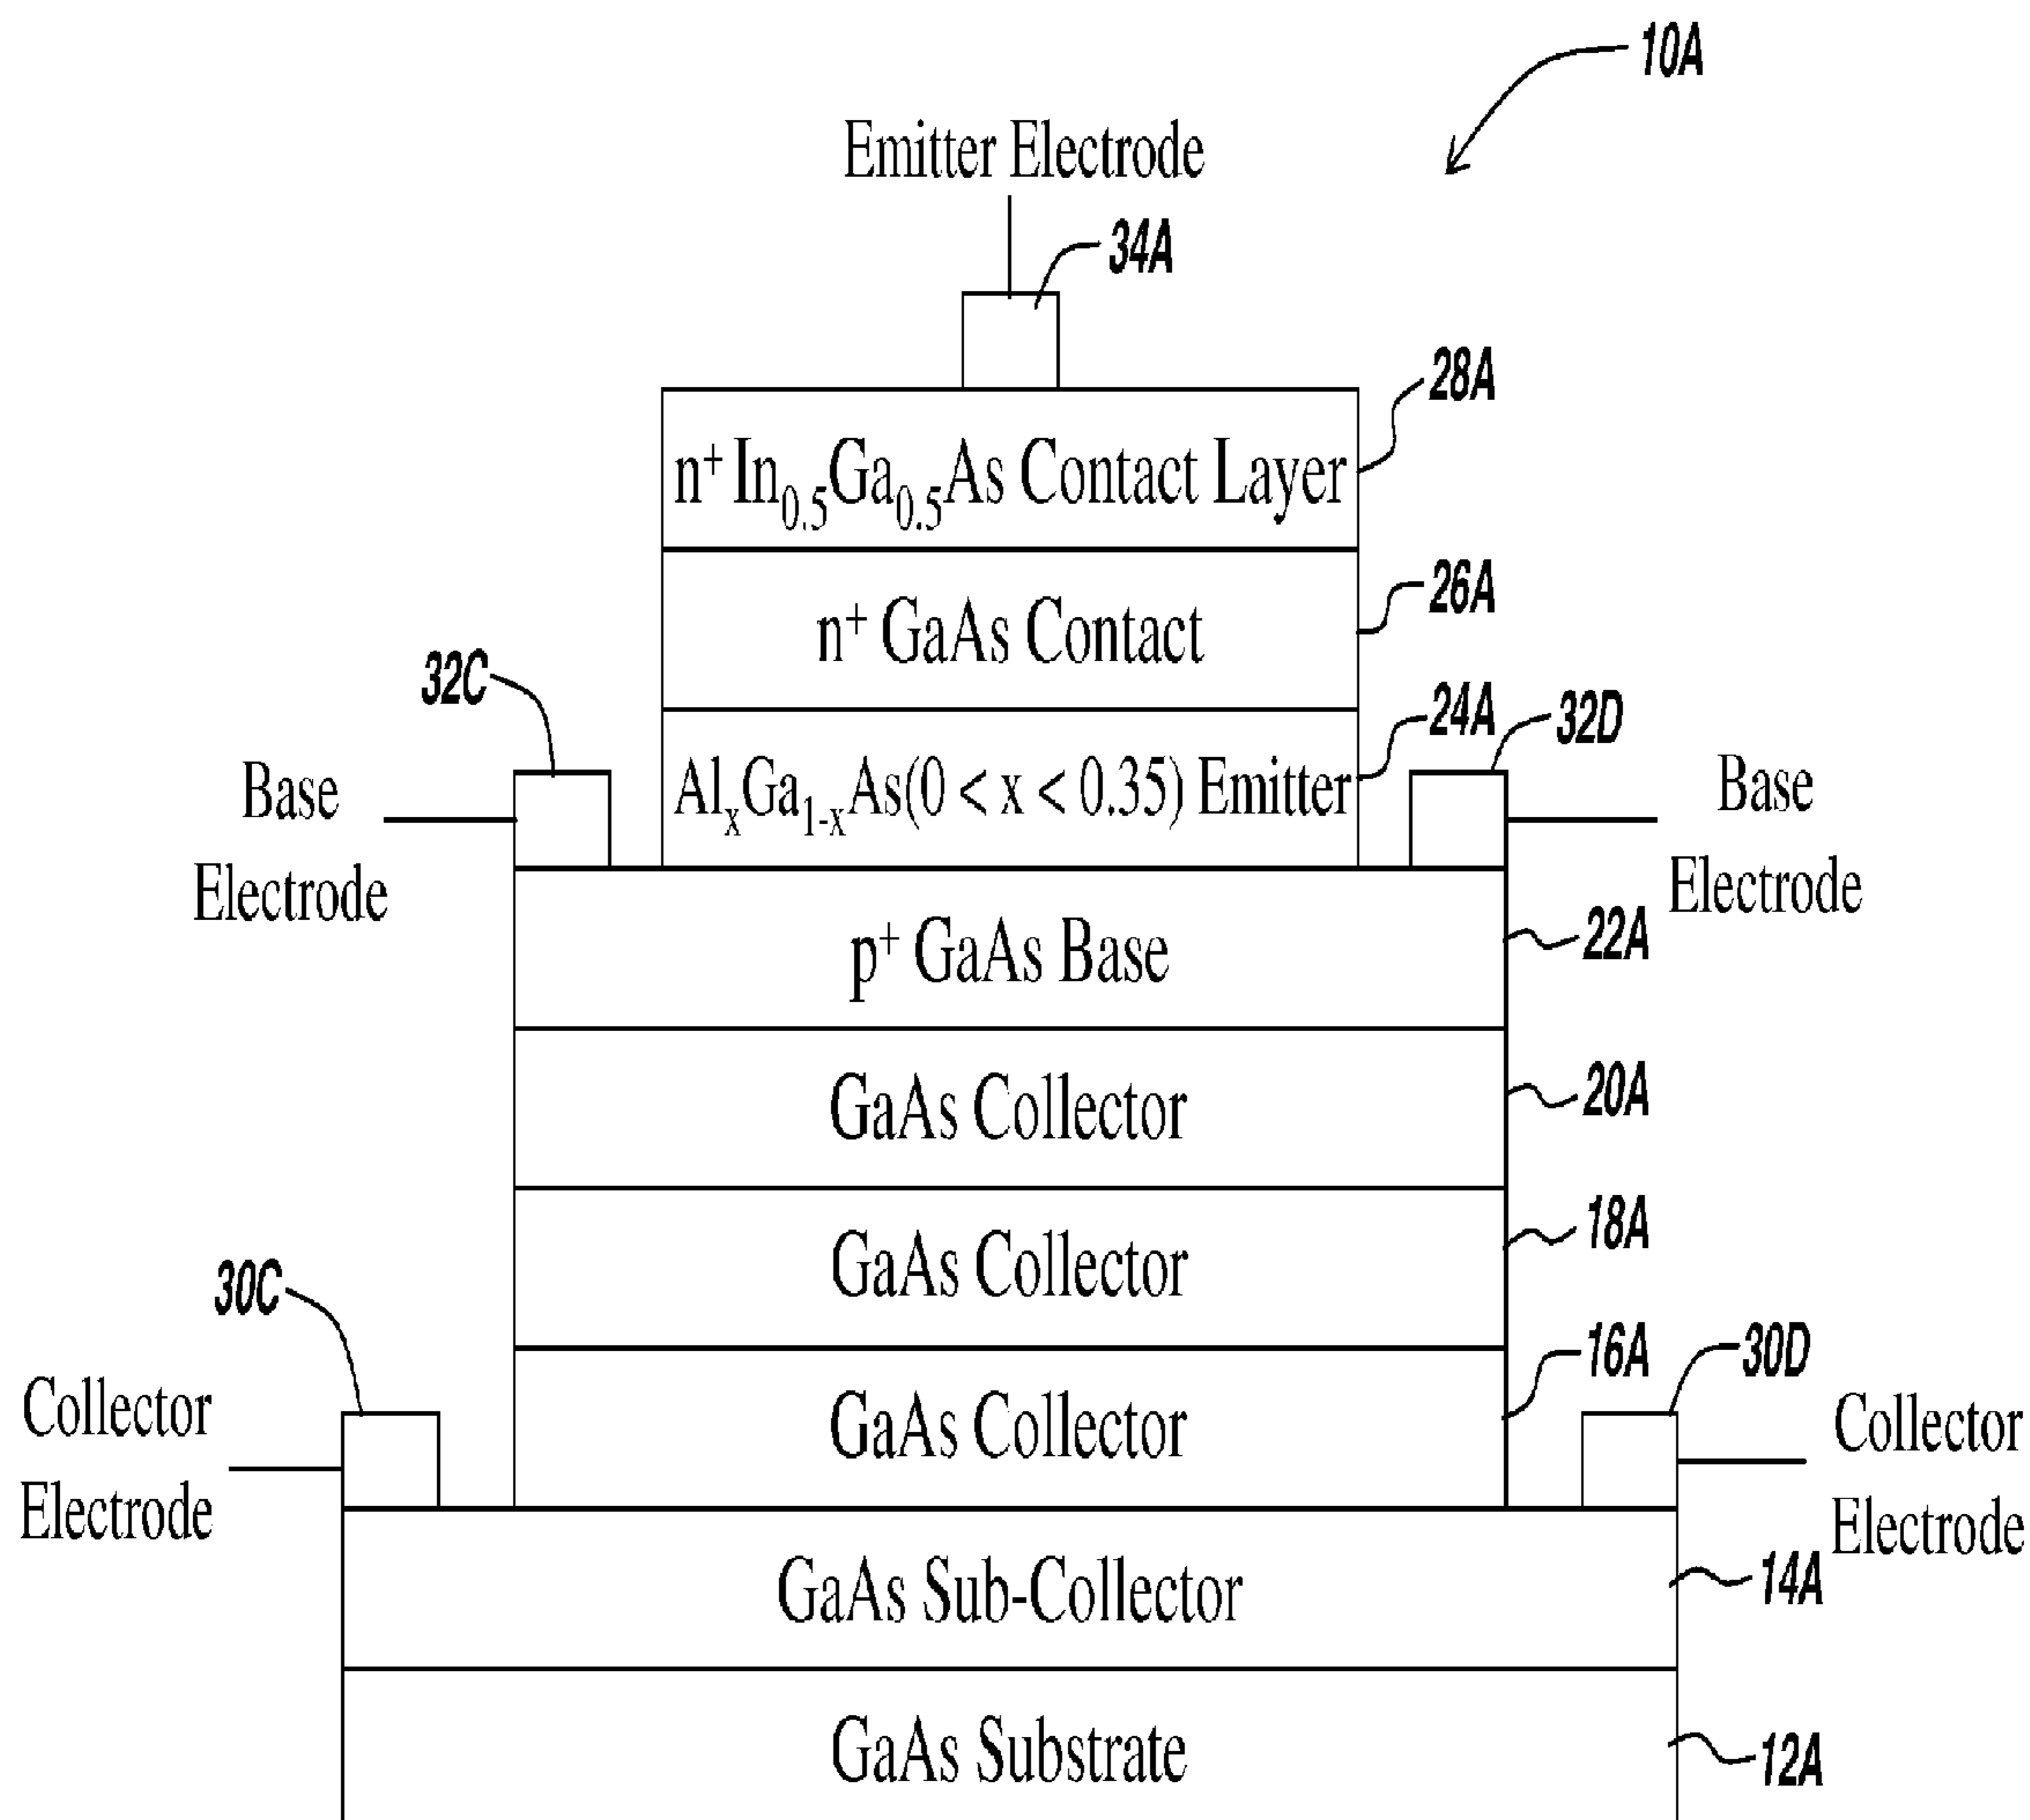 10A
Emitter Electrode
34A
28A
n⁺ In₀.₅Ga₀.₅As Contact Layer
26A
n⁺ GaAs Contact
32C
24A
32D
AlₓGa₁₋ₓAs(0 < x < 0.35) Emitter
Base
Electrode
Base
Electrode
22A
p⁺ GaAs Base
20A
GaAs Collector
18A
GaAs Collector
30C
16A
30D
GaAs Collector
Collector
Electrode
Collector
Electrode
14A
GaAs Sub-Collector
12A
GaAs Substrate